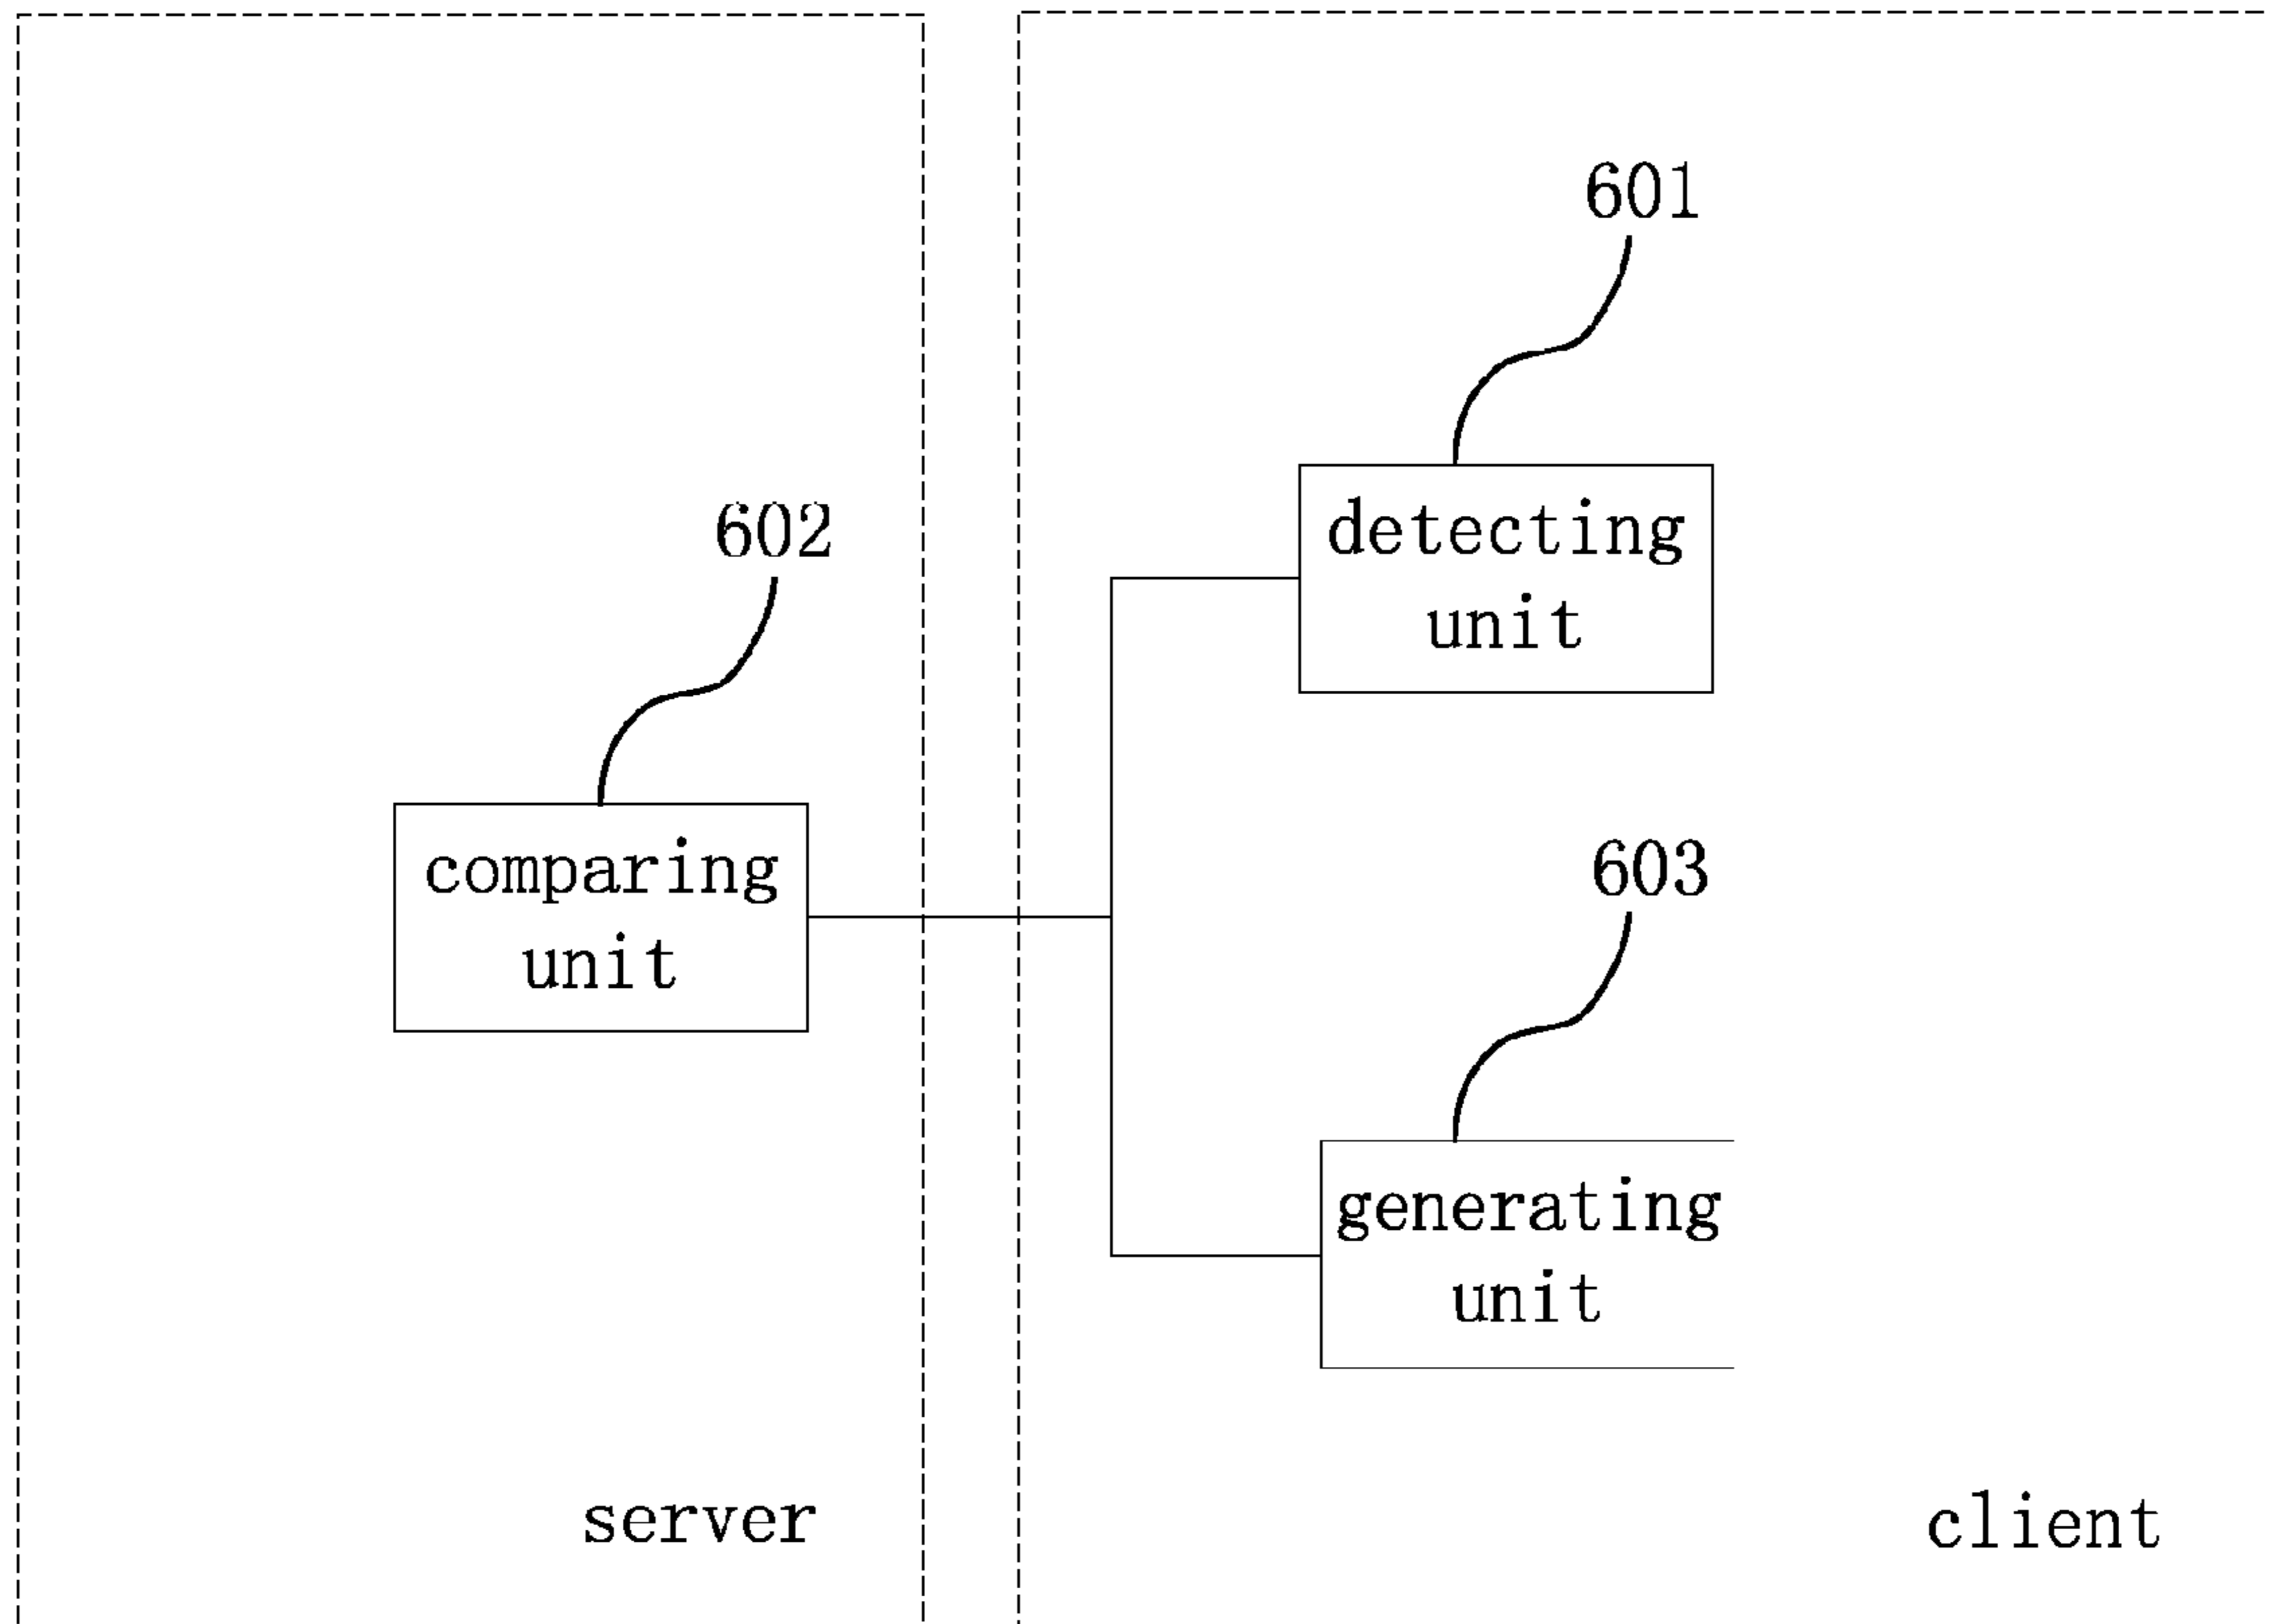 601
detecting
unit
602
comparing
unit
603
generating
unit
server
client